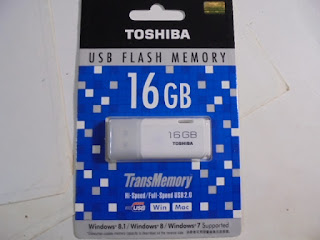 TOSHIBA
USB FLASH MEMORY
16GB
16GB
TOSHIBA
TransMemory
Hi-Speed/Full-Speed USB2.0
USB Win Mac
Windows 8.1/Windows 8/Windows 7 Supported